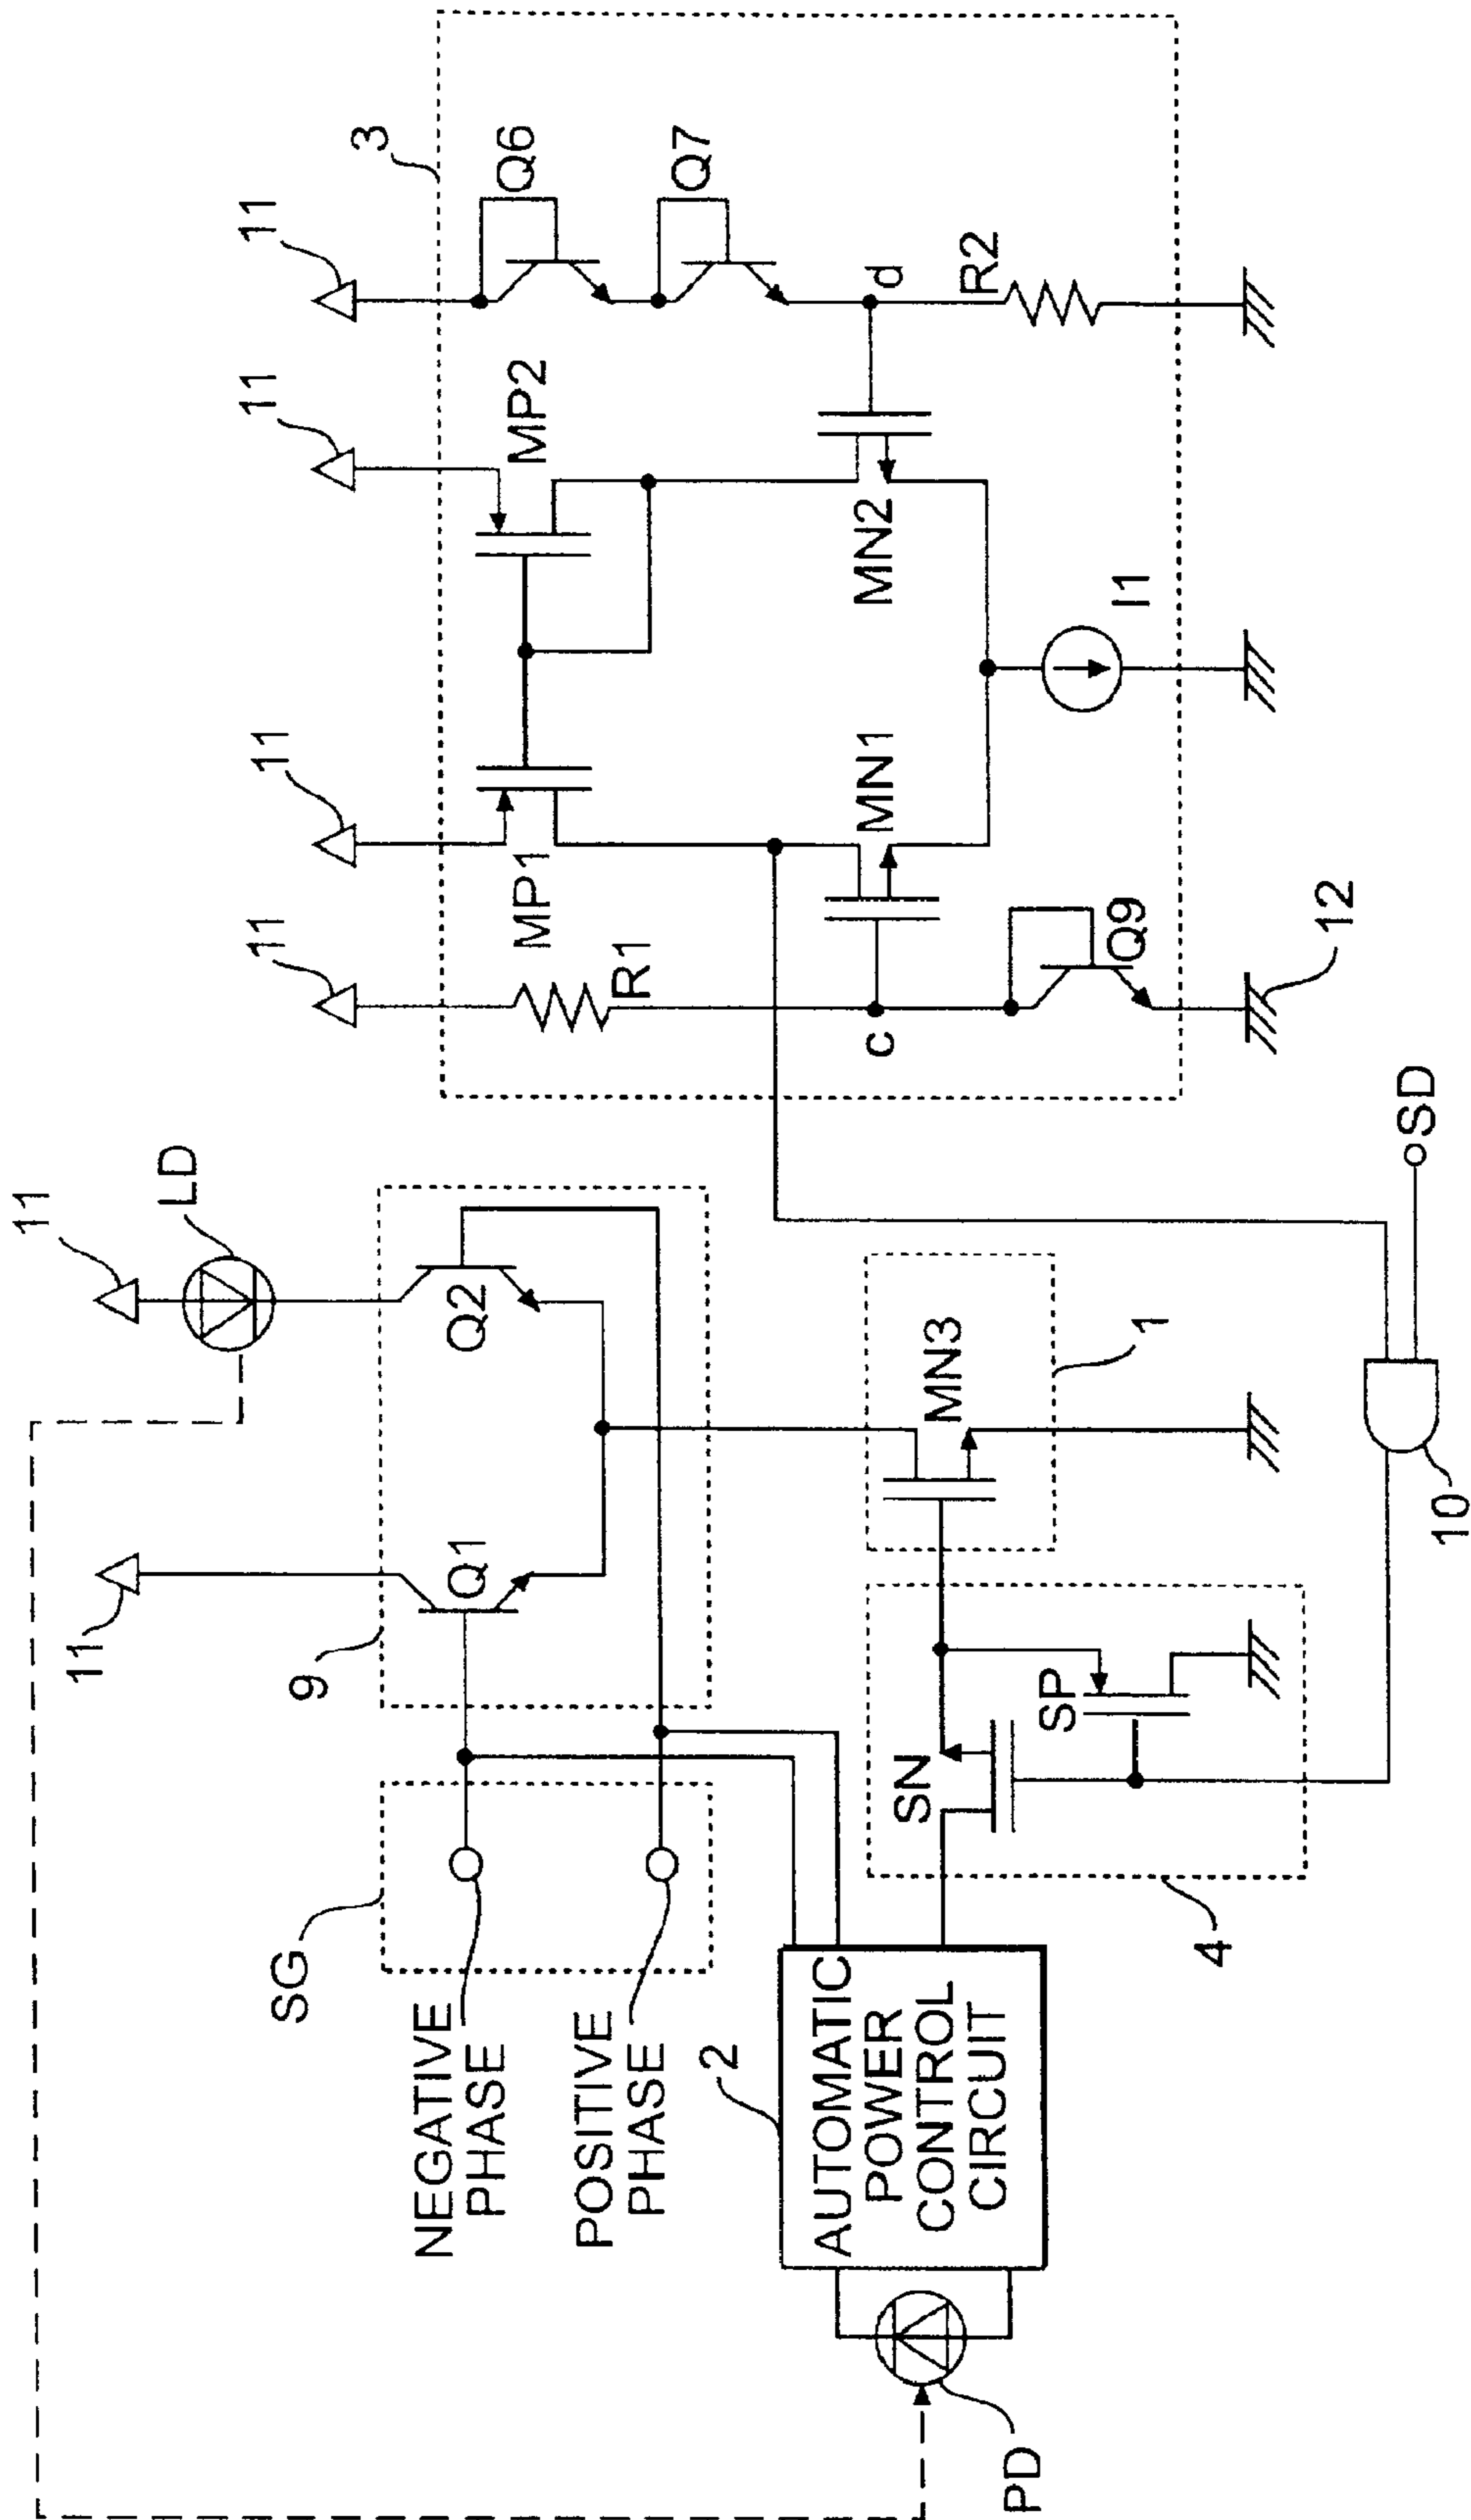 11
11
LD
11
11
11
11
3
9
Q1
Q2
MP1
MP2
Q6
R1
Q7
SG
NEGATIVE
PHASE
POSITIVE
PHASE
c
MN1
MN2
d
R2
2
AUTOMATIC
POWER
CONTROL
CIRCUIT
SN
SP
MN3
1
Q9
I1
PD
4
12
10
SD